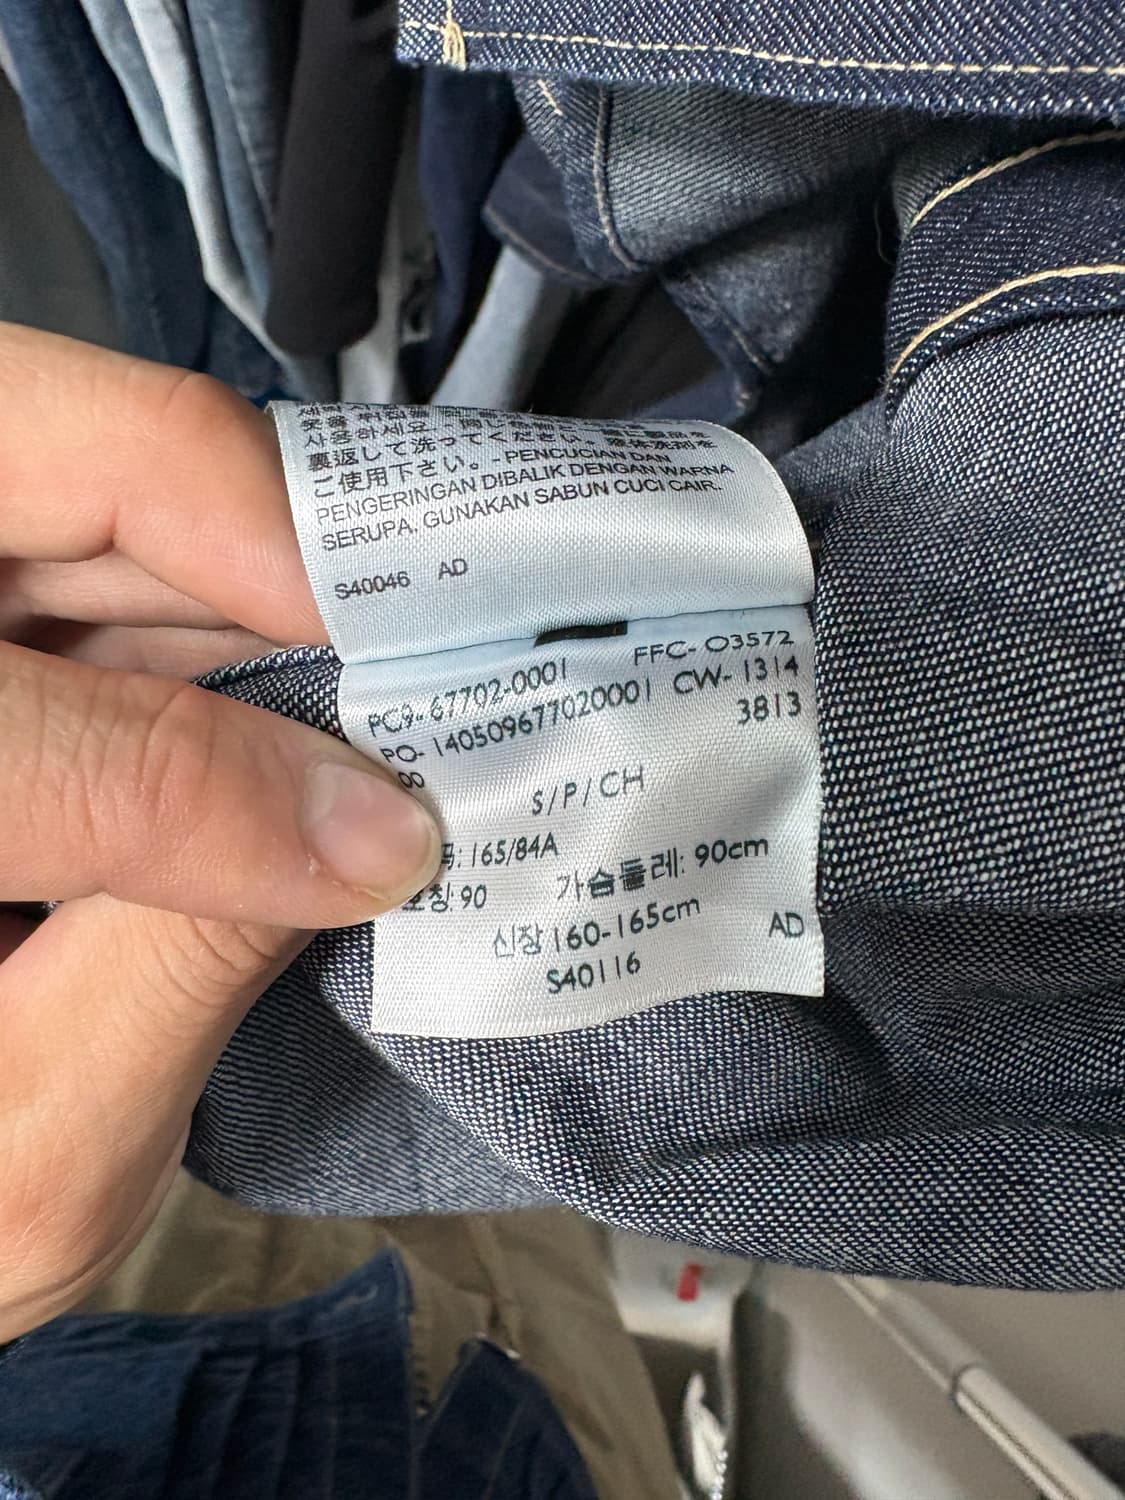 사용하세요. -同じ色物と
裏返して洗ってください。液体洗剤を
ご使用下さい。-PENCUCIAN DAN
PENGERINGAN DIBALIK DENGAN WARNA
SERUPA. GUNAKAN SABUN CUCI CAIR.
S40046 AD
PC9- 67702-0001 FFC- 03572
PO- 140509677020001 CW- 1314
00 3813
S/P/CH
: 165/84A
호칭: 90 가슴둘레: 90cm
신장 160-165cm AD
S40116